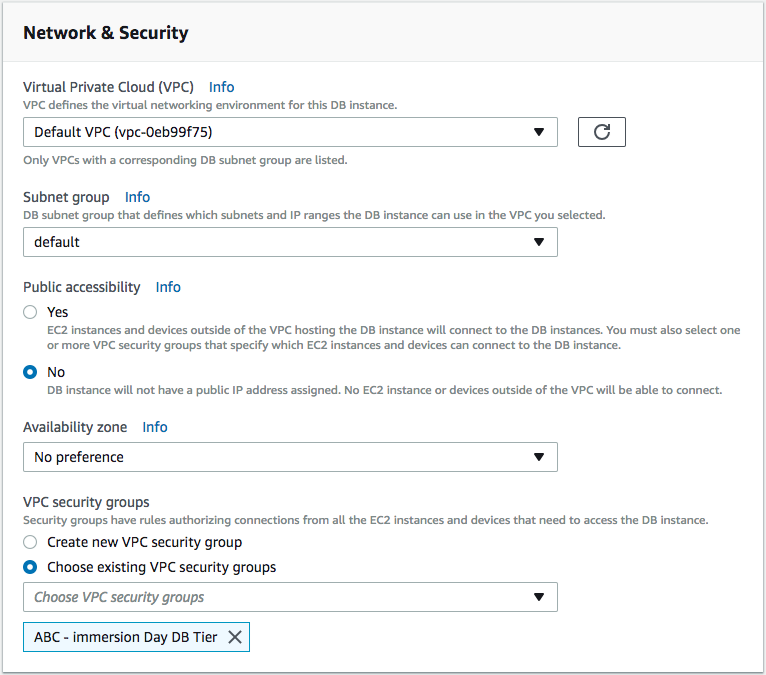 Network & Security
Virtual Private Cloud (VPC) Info
VPC defines the virtual networking environment for this DB instance.
Default VPC (vpc-0eb99f75)
Only VPCs with a corresponding DB subnet group are listed.
Subnet group Info
DB subnet group that defines which subnets and IP ranges the DB instance can use in the VPC you selected.
default
Public accessibility Info
Yes
EC2 instances and devices outside of the VPC hosting the DB instance will connect to the DB instances. You must also select one
or more VPC security groups that specify which EC2 instances and devices can connect to the DB instance.
No
DB instance will not have a public IP address assigned. No EC2 instance or devices outside of the VPC will be able to connect.
Availability zone Info
No preference
VPC security groups
Security groups have rules authorizing connections from all the EC2 instances and devices that need to access the DB instance.
Create new VPC security group
Choose existing VPC security groups
Choose VPC security groups
ABC - immersion Day DB Tier